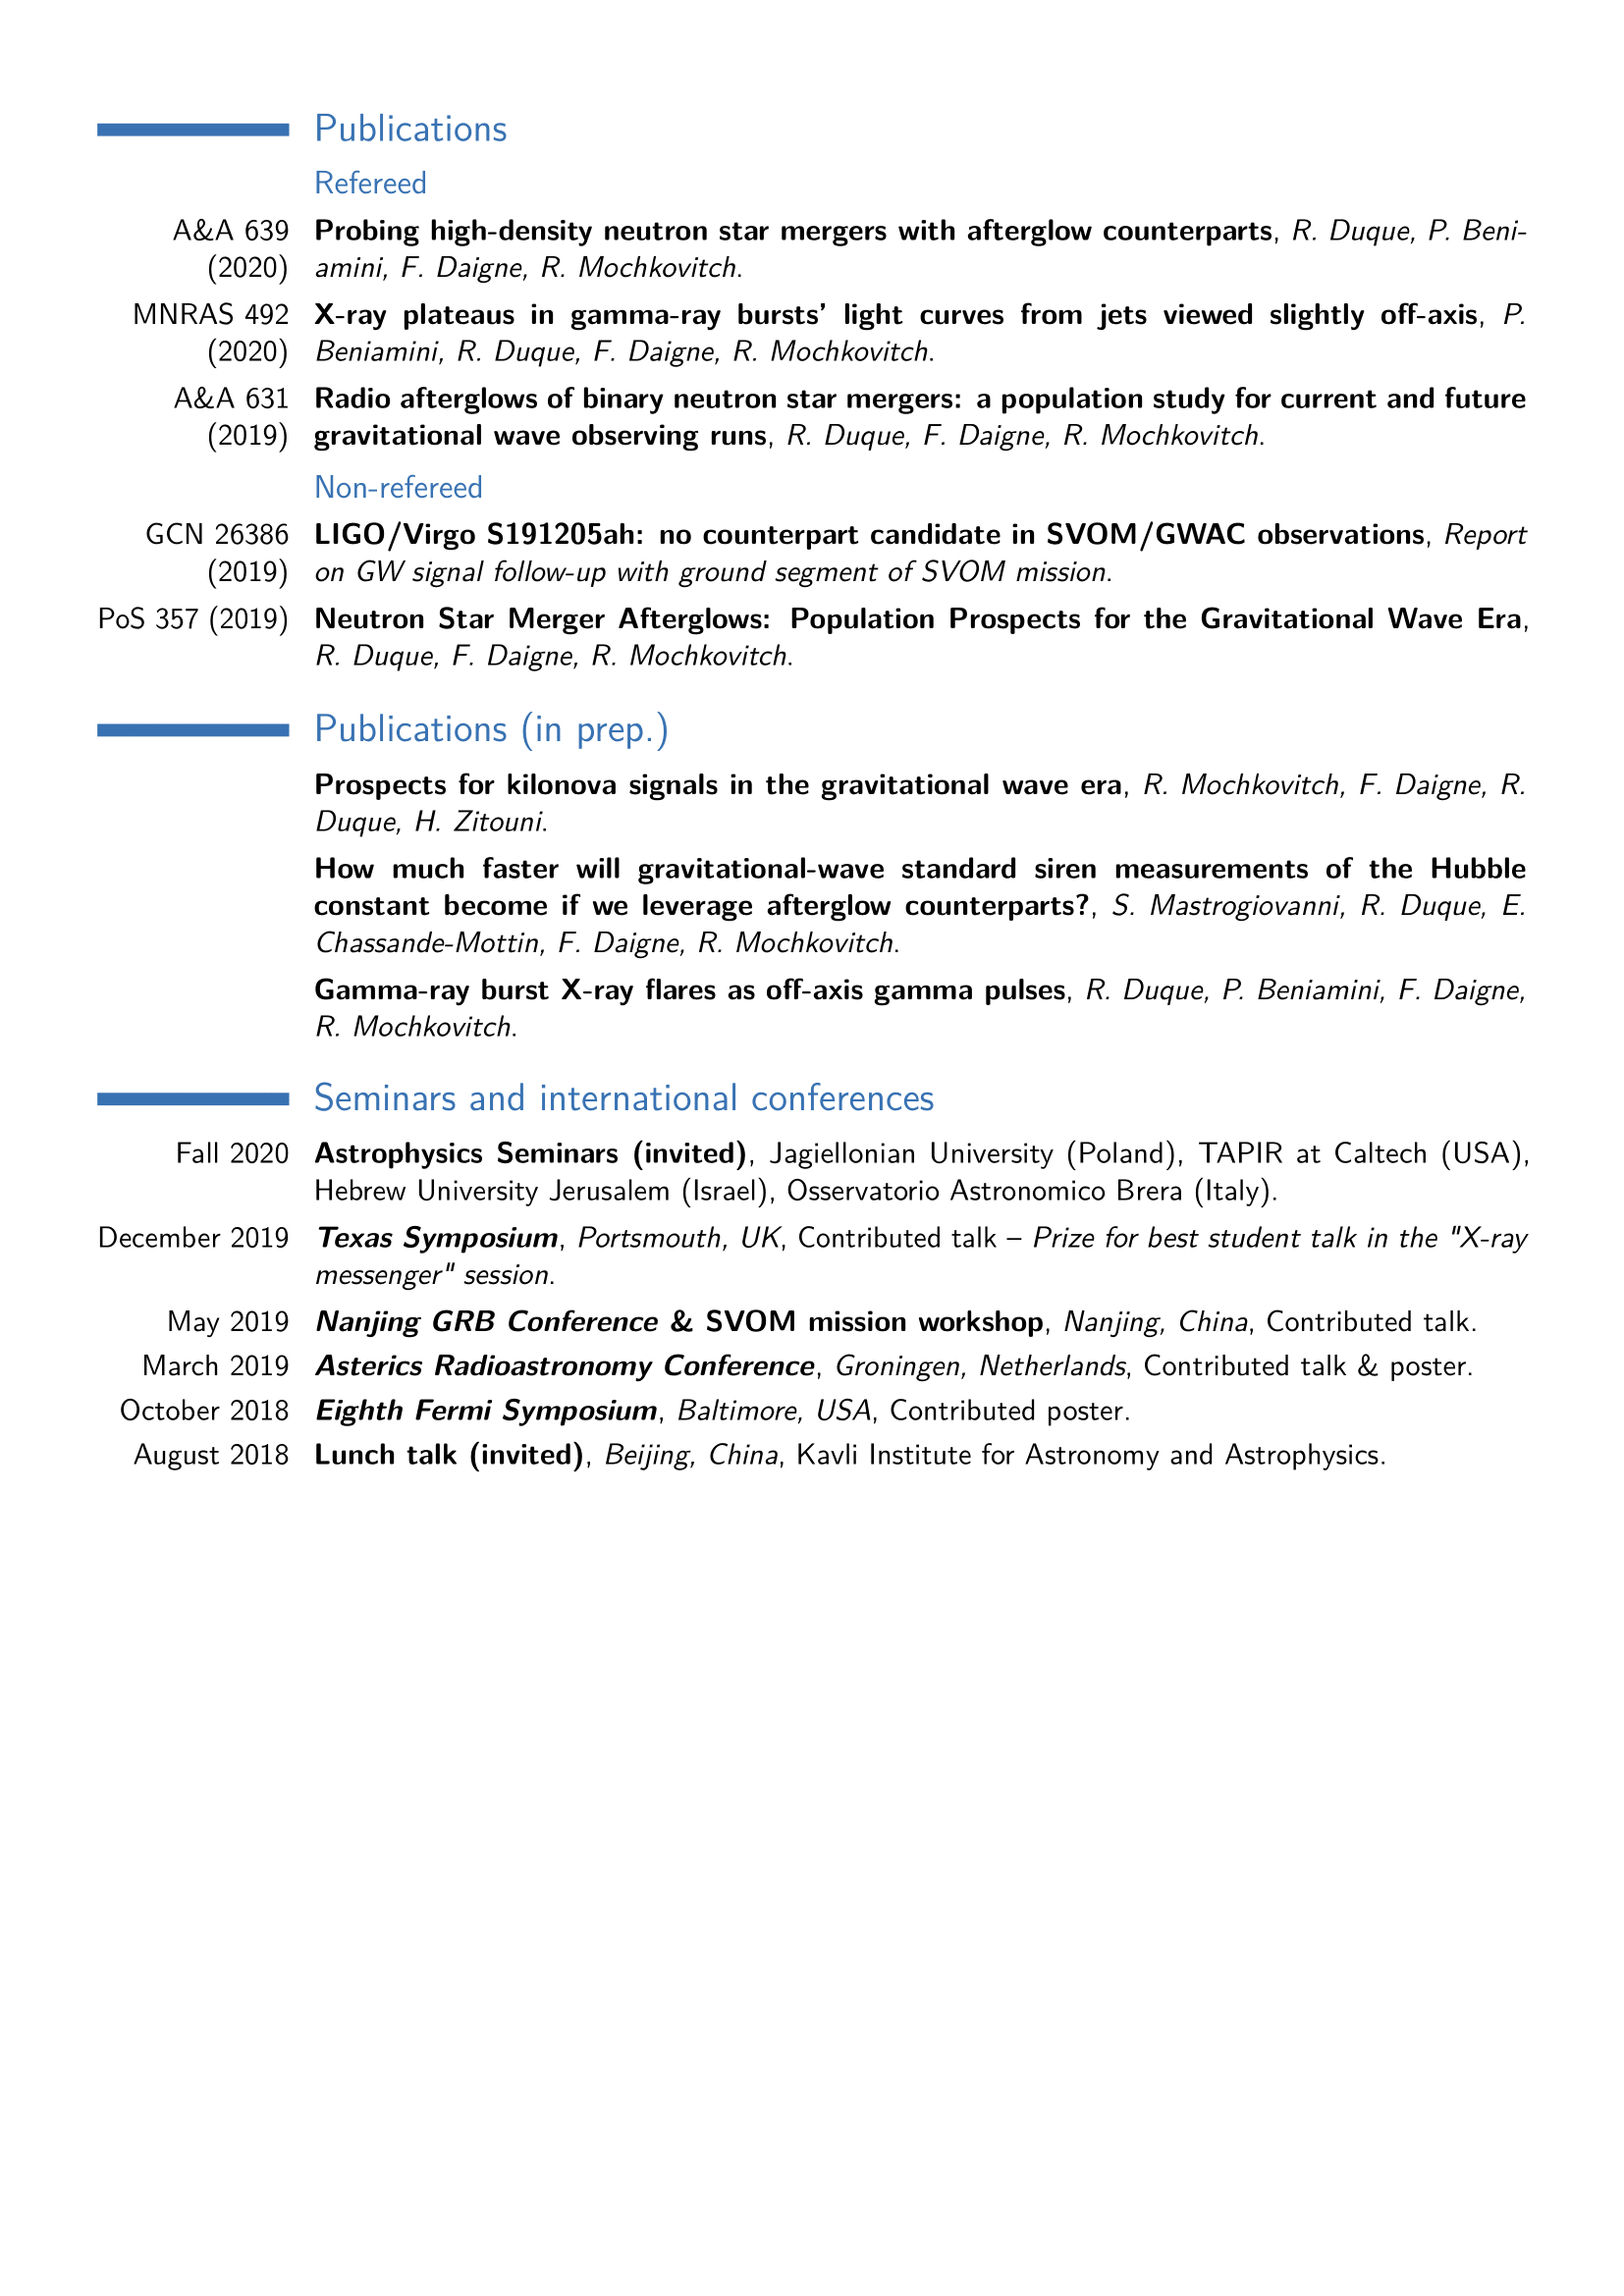 Publications
Refereed
A&A 639 Probing high-density neutron star mergers with afterglow counterparts, R. Duque, P. Beni-
(2020) amini, F. Daigne, R. Mochkovitch.
MNRAS 492 X-ray plateaus in gamma-ray bursts' light curves from jets viewed slightly off-axis, P.
(2020) Beniamini, R. Duque, F. Daigne, R. Mochkovitch.
A&A 631 Radio afterglows of binary neutron star mergers: a population study for current and future
(2019) gravitational wave observing runs, R. Duque, F. Daigne, R. Mochkovitch.
Non-refereed
GCN 26386 LIGO/Virgo S191205ah: no counterpart candidate in SVOM/GWAC observations, Report
(2019) on GW signal follow-up with ground segment of SVOM mission.
PoS 357 (2019) Neutron Star Merger Afterglows: Population Prospects for the Gravitational Wave Era,
R. Duque, F. Daigne, R. Mochkovitch.
Publications (in prep.)
Prospects for kilonova signals in the gravitational wave era, R. Mochkovitch, F. Daigne, R.
Duque, H. Zitouni.
How much faster will gravitational-wave standard siren measurements of the Hubble
constant become if we leverage afterglow counterparts?, S. Mastrogiovanni, R. Duque, E.
Chassande-Mottin, F. Daigne, R. Mochkovitch.
Gamma-ray burst X-ray flares as off-axis gamma pulses, R. Duque, P. Beniamini, F. Daigne,
R. Mochkovitch.
Seminars and international conferences
Fall 2020 Astrophysics Seminars (invited), Jagiellonian University (Poland), TAPIR at Caltech (USA),
Hebrew University Jerusalem (Israel), Osservatorio Astronomico Brera (Italy).
December 2019 Texas Symposium, Portsmouth, UK, Contributed talk – Prize for best student talk in the "X-ray
messenger" session.
May 2019 Nanjing GRB Conference & SVOM mission workshop, Nanjing, China, Contributed talk.
March 2019 Asterics Radioastronomy Conference, Groningen, Netherlands, Contributed talk & poster.
October 2018 Eighth Fermi Symposium, Baltimore, USA, Contributed poster.
August 2018 Lunch talk (invited), Beijing, China, Kavli Institute for Astronomy and Astrophysics.